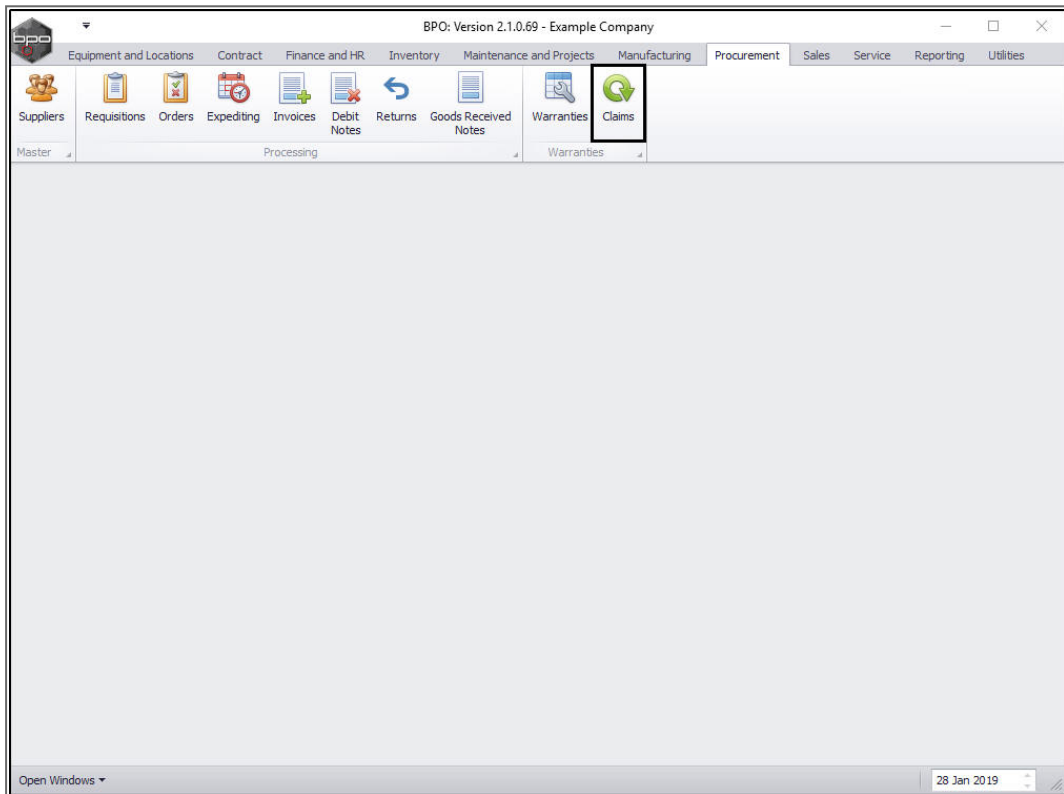 BPO: Version 2.1.0.69 - Example Company
bpo
Equipment and Locations Contract Finance and HR Inventory Maintenance and Projects Manufacturing Procurement Sales Service Reporting Utilities
Suppliers Requisitions Orders Expediting Invoices Debit Notes Returns Goods Received Notes Warranties Claims
Master Processing Warranties
Open Windows 28 Jan 2019